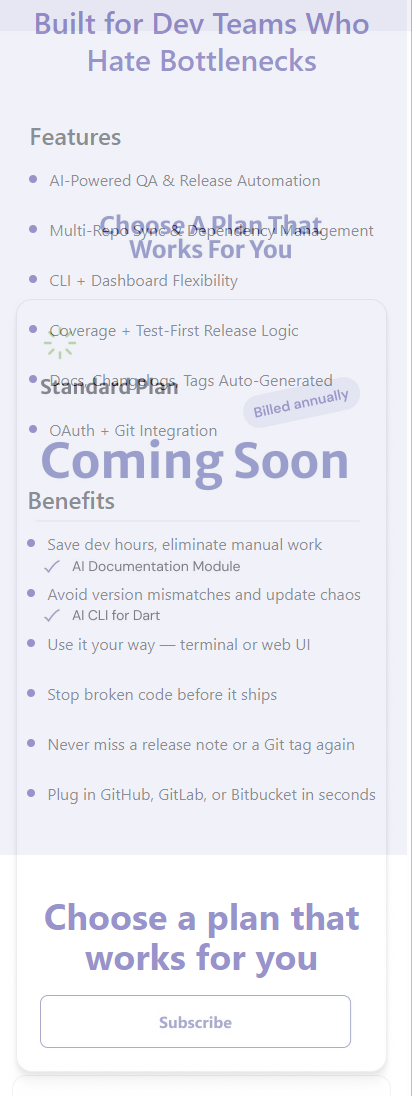 Built for Dev Teams Who
Hate Bottlenecks
Features
AI-Powered QA & Release Automation
Choose A Plan That
Multi-Repo Sync & Dependency Management
Works For You
CLI + Dashboard Flexibility
Coverage + Test-First Release Logic
Docs, Changelogs, Tags Auto-Generated
Standard Plan
Billed annually
OAuth + Git Integration
Coming Soon
Benefits
Save dev hours, eliminate manual work
AI Documentation Module
Avoid version mismatches and update chaos
AI CLI for Dart
Use it your way — terminal or web UI
Stop broken code before it ships
Never miss a release note or a Git tag again
Plug in GitHub, GitLab, or Bitbucket in seconds
Choose a plan that
works for you
Subscribe